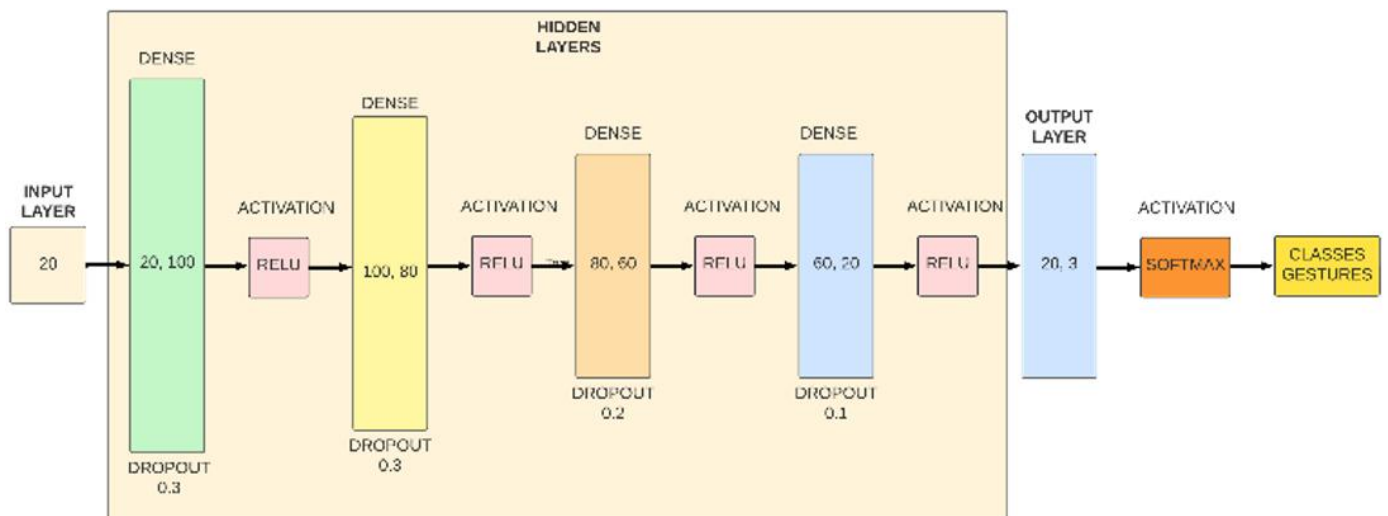 HIDDEN
LAYERS
INPUT
LAYER
20
DENSE
20, 100
DROPOUT
0.3
ACTIVATION
RELU
DENSE
100, 80
DROPOUT
0.3
ACTIVATION
RELU
DENSE
80, 60
DROPOUT
0.2
ACTIVATION
RELU
DENSE
60, 20
DROPOUT
0.1
ACTIVATION
RELU
OUTPUT
LAYER
20, 3
ACTIVATION
SOFTMAX
CLASSES
GESTURES